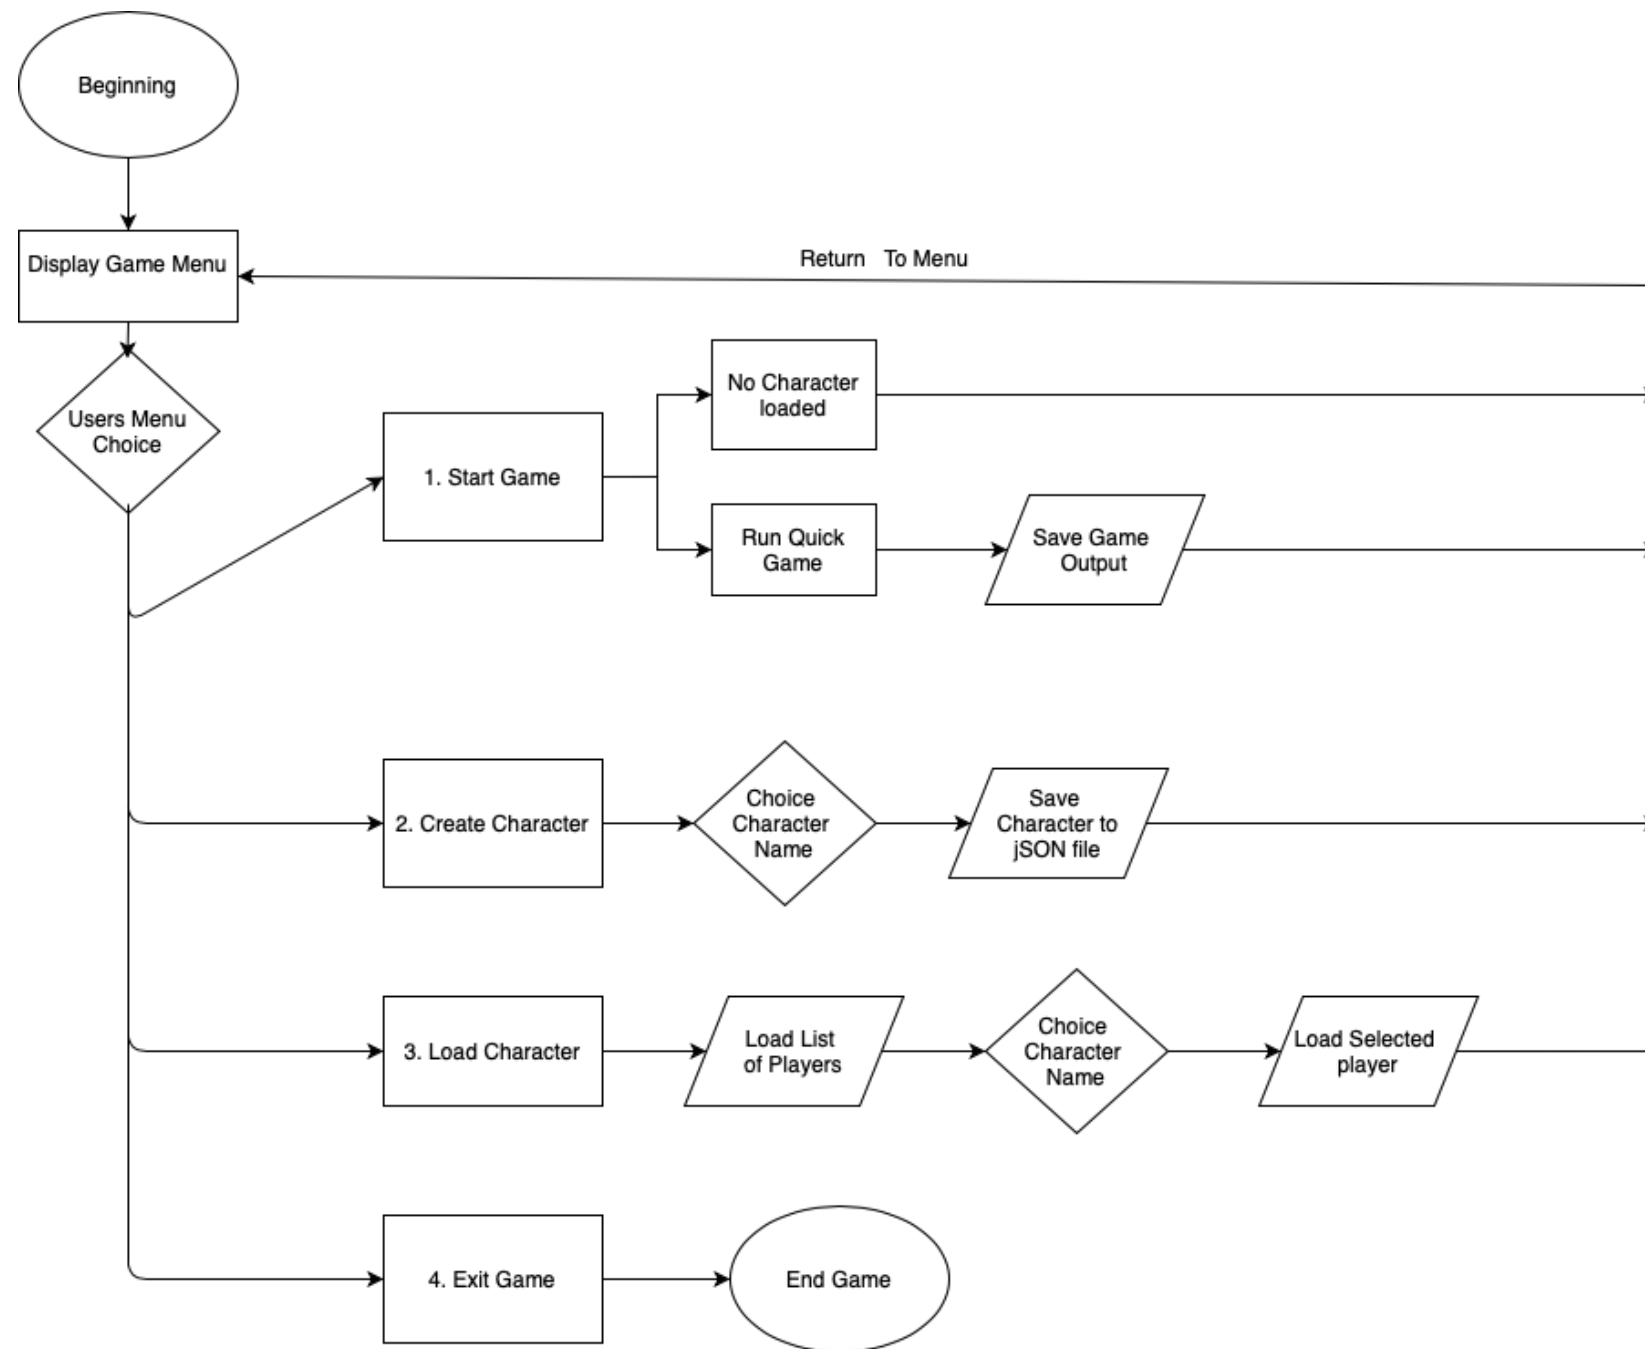 Beginning
Display Game Menu
Return To Menu
Users Menu
Choice
1. Start Game
No Character
loaded
Run Quick
Game
Save Game
Output
2. Create Character
Choice
Character
Name
Save
Character to
jSON file
3. Load Character
Load List
of Players
Choice
Character
Name
Load Selected
player
4. Exit Game
End Game